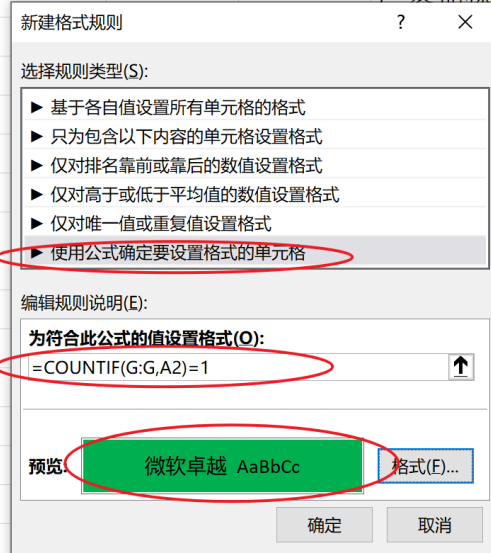 新建格式规则 ? ×
选择规则类型(S):
► 基于各自值设置所有单元格的格式
► 只为包含以下内容的单元格设置格式
► 仅对排名靠前或靠后的数值设置格式
► 仅对高于或低于平均值的数值设置格式
► 仅对唯一值或重复值设置格式
► 使用公式确定要设置格式的单元格
编辑规则说明(E):
为符合此公式的值设置格式(O):
=COUNTIF(G:G,A2)=1
预览: 微软卓越 AaBbCc 格式(F)...
确定 取消